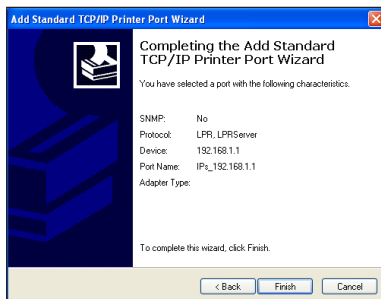 Add Standard TCP/IP Printer Port Wizard
Completing the Add Standard
TCP/IP Printer Port Wizard
You have selected a port with the following characteristics.
SNMP: No
Protocol: LPR, LPRServer
Device: 192.168.1.1
Port Name: IPs_192.168.1.1
Adapter Type:
To complete this wizard, click Finish.
< Back Finish Cancel